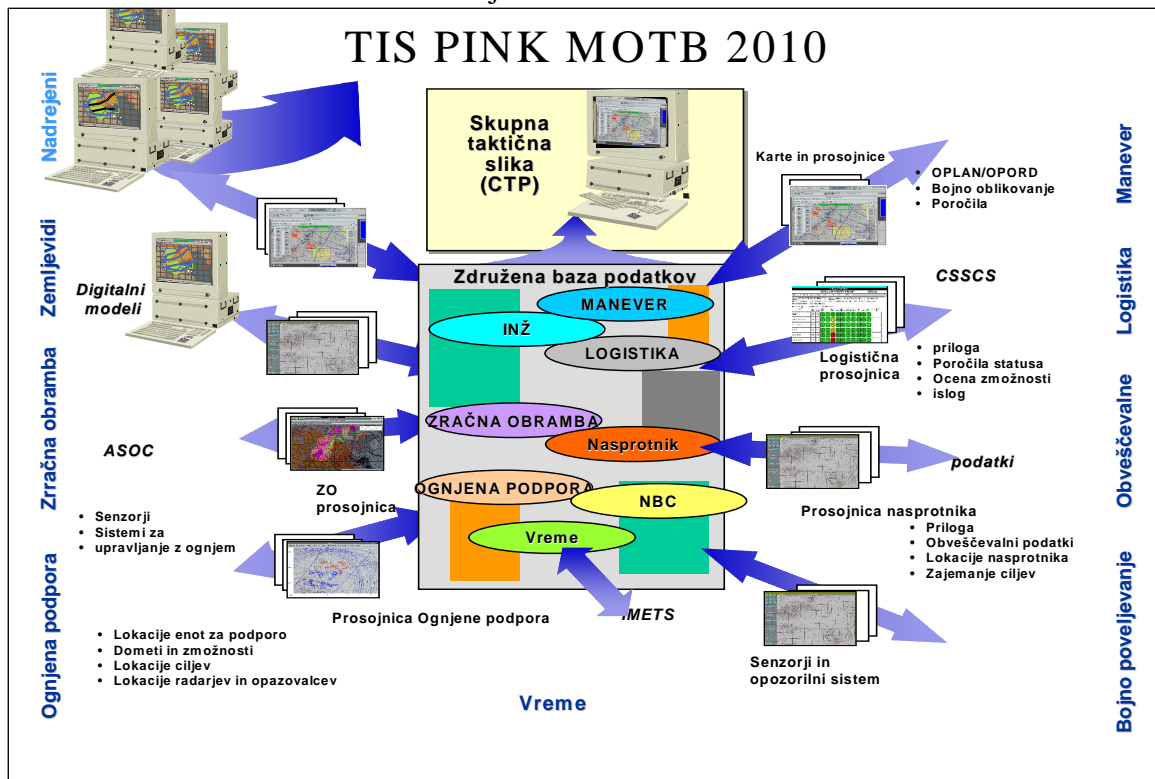 TIS PINK MOTB 2010
Nadrejeni
Skupna
taktična
slika
(CTP)
Karte in prosojnice
• OPLAN/OPORD
• Bojno oblikovanje
• Poročila
Manever
Zemljevidi
Digitalni
modeli
Združena baza podatkov
MANEVER
INŽ
LOGISTIKA
ZRAČNA OBRAMBA
Nasprotnik
OGNJENA PODPORA
NBC
Vreme
CSSCS
Logistična
prosojnica
• priloga
• Poročila statusa
• Ocena zmožnosti
• islog
Logistika
Zrračna obramba
ASOC
ZO
prosojnica
• Senzorji
• Sistemi za
• upravljanje z ognjem
podatki
Prosojnica nasprotnika
• Priloga
• Obveščevalni podatki
• Lokacije nasprotnika
• Zajemanje ciljev
Obveščevalne
Ognjena podpora
Prosojnica Ognjene podpora
• Lokacije enot za podporo
• Dometi in zmožnosti
• Lokacije ciljev
• Lokacije radarjev in opazovalcev
IMETS
Senzorji in
opozorilni sistem
Bojno poveljevanje
Vreme